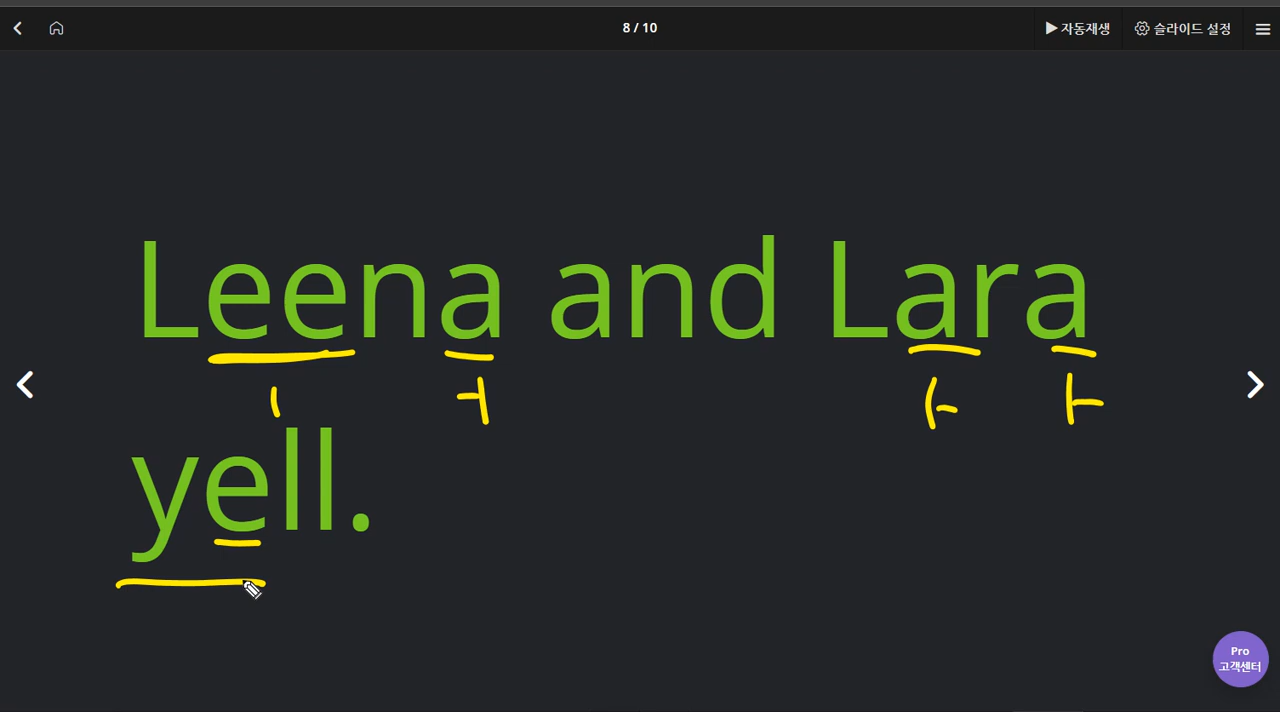 8 / 10
▶ 자동재생
슬라이드 설정
Leena and Lara
ㅣ ㅓ ㅏ ㅏ
yell.
Pro
고객센터